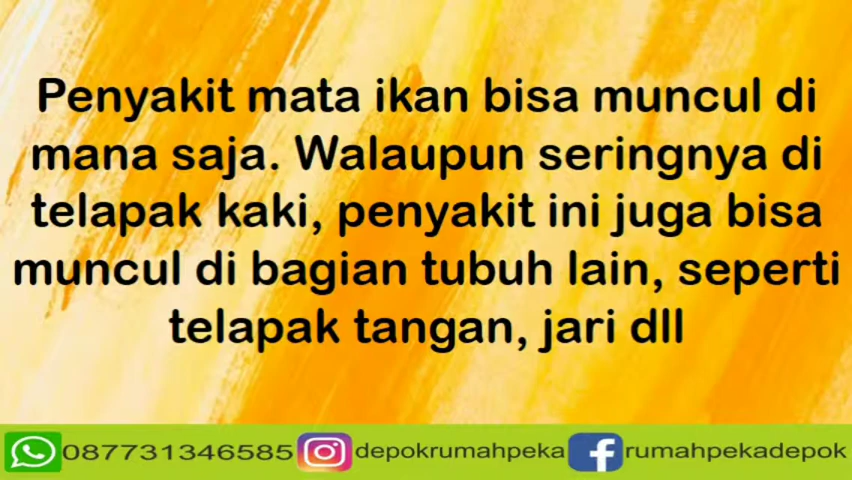 Penyakit mata ikan bisa muncul di
mana saja. Walaupun seringnya di
telapak kaki, penyakit ini juga bisa
muncul di bagian tubuh lain, seperti
telapak tangan, jari dll
087731346585 depokrumahpeka rumahpekadepok